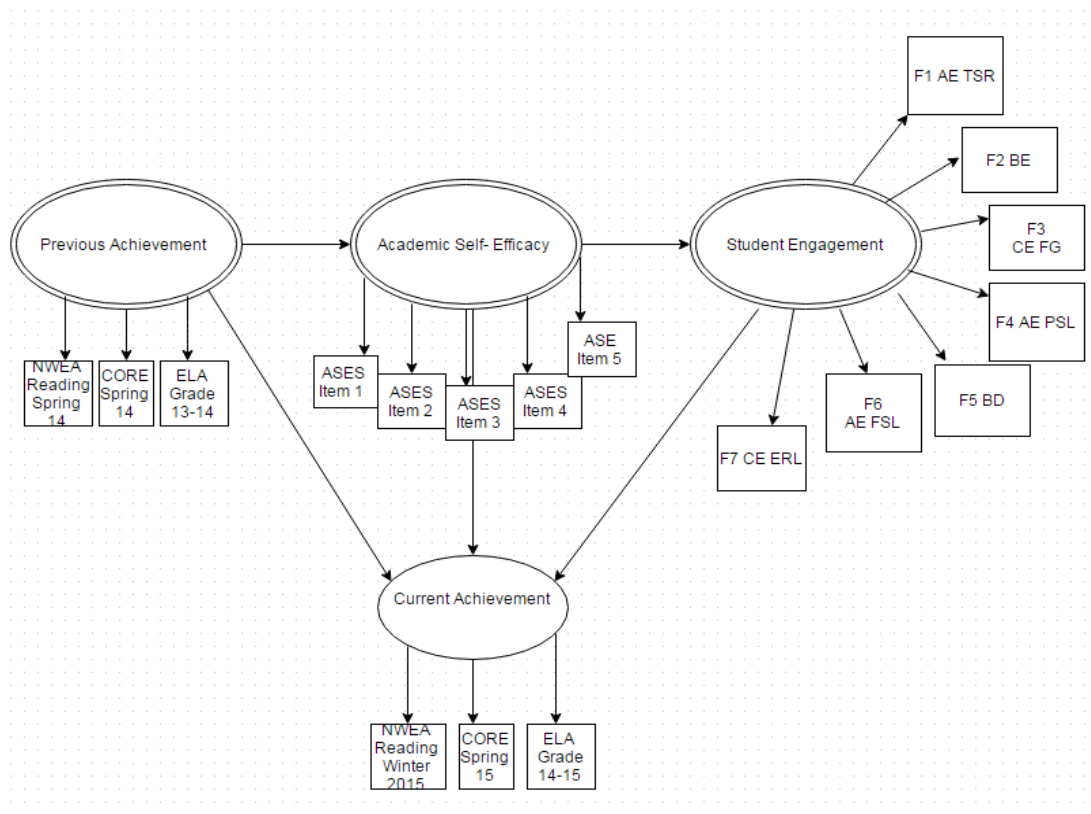 F1 AE TSR
F2 BE
F3
CE FG
F4 AE PSL
F5 BD
F6
AE FSL
F7 CE ERL
Previous Achievement
Academic Self- Efficacy
Student Engagement
NWEA
Reading
Spring
14
CORE
Spring
14
ELA
Grade
13-14
ASES
Item 1
ASES
Item 2
ASES
Item 3
ASES
Item 4
ASE
Item 5
Current Achievement
NWEA
Reading
Winter
2015
CORE
Spring
15
ELA
Grade
14-15